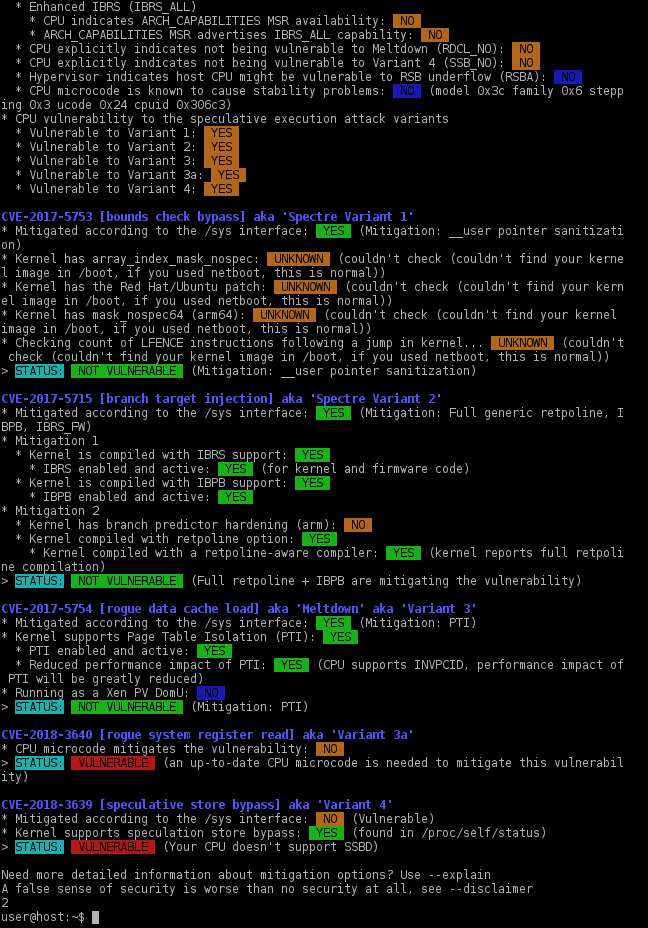 * Enhanced IBRS (IBRS_ALL)
* CPU indicates ARCH_CAPABILITIES MSR availability: NO
* ARCH_CAPABILITIES MSR advertises IBRS_ALL capability: NO
* CPU explicitly indicates not being vulnerable to Meltdown (RDCL_NO): NO
* CPU explicitly indicates not being vulnerable to Variant 4 (SSB_NO): NO
* Hypervisor indicates host CPU might be vulnerable to RSB underflow (RSBA): NO
* CPU microcode is known to cause stability problems: NO (model 0x3c family 0x6 stepp
ing 0x3 ucode 0x24 cpuid 0x306c3)
* CPU vulnerability to the speculative execution attack variants
* Vulnerable to Variant 1: YES
* Vulnerable to Variant 2: YES
* Vulnerable to Variant 3: YES
* Vulnerable to Variant 3a: YES
* Vulnerable to Variant 4: YES
CVE-2017-5753 [bounds check bypass] aka 'Spectre Variant 1'
* Mitigated according to the /sys interface: YES (Mitigation: __user pointer sanitizati
on)
* Kernel has array_index_mask_nospec: UNKNOWN (couldn't check (couldn't find your kerne
l image in /boot, if you used netboot, this is normal))
* Kernel has the Red Hat/Ubuntu patch: UNKNOWN (couldn't check (couldn't find your kern
el image in /boot, if you used netboot, this is normal))
* Kernel has mask_nospec64 (arm64): UNKNOWN (couldn't check (couldn't find your kernel
image in /boot, if you used netboot, this is normal))
* Checking count of LFENCE instructions following a jump in kernel... UNKNOWN (couldn't
check (couldn't find your kernel image in /boot, if you used netboot, this is normal))
> STATUS: NOT VULNERABLE (Mitigation: __user pointer sanitization)
CVE-2017-5715 [branch target injection] aka 'Spectre Variant 2'
* Mitigated according to the /sys interface: YES (Mitigation: Full generic retpoline, I
BPB, IBRS_FW)
* Mitigation 1
* Kernel is compiled with IBRS support: YES
* IBRS enabled and active: YES (for kernel and firmware code)
* Kernel is compiled with IBPB support: YES
* IBPB enabled and active: YES
* Mitigation 2
* Kernel has branch predictor hardening (arm): NO
* Kernel compiled with retpoline option: YES
* Kernel compiled with a retpoline-aware compiler: YES (kernel reports full retpoli
ne compilation)
> STATUS: NOT VULNERABLE (Full retpoline + IBPB are mitigating the vulnerability)
CVE-2017-5754 [rogue data cache load] aka 'Meltdown' aka 'Variant 3'
* Mitigated according to the /sys interface: YES (Mitigation: PTI)
* Kernel supports Page Table Isolation (PTI): YES
* PTI enabled and active: YES
* Reduced performance impact of PTI: YES (CPU supports INVPCID, performance impact of
PTI will be greatly reduced)
* Running as a Xen PV DomU: NO
> STATUS: NOT VULNERABLE (Mitigation: PTI)
CVE-2018-3640 [rogue system register read] aka 'Variant 3a'
* CPU microcode mitigates the vulnerability: NO
> STATUS: VULNERABLE (an up-to-date CPU microcode is needed to mitigate this vulnerabil
ity)
CVE-2018-3639 [speculative store bypass] aka 'Variant 4'
* Mitigated according to the /sys interface: NO (Vulnerable)
* Kernel supports speculation store bypass: YES (found in /proc/self/status)
> STATUS: VULNERABLE (Your CPU doesn't support SSBD)
Need more detailed information about mitigation options? Use --explain
A false sense of security is worse than no security at all, see --disclaimer
2
user@host:~$